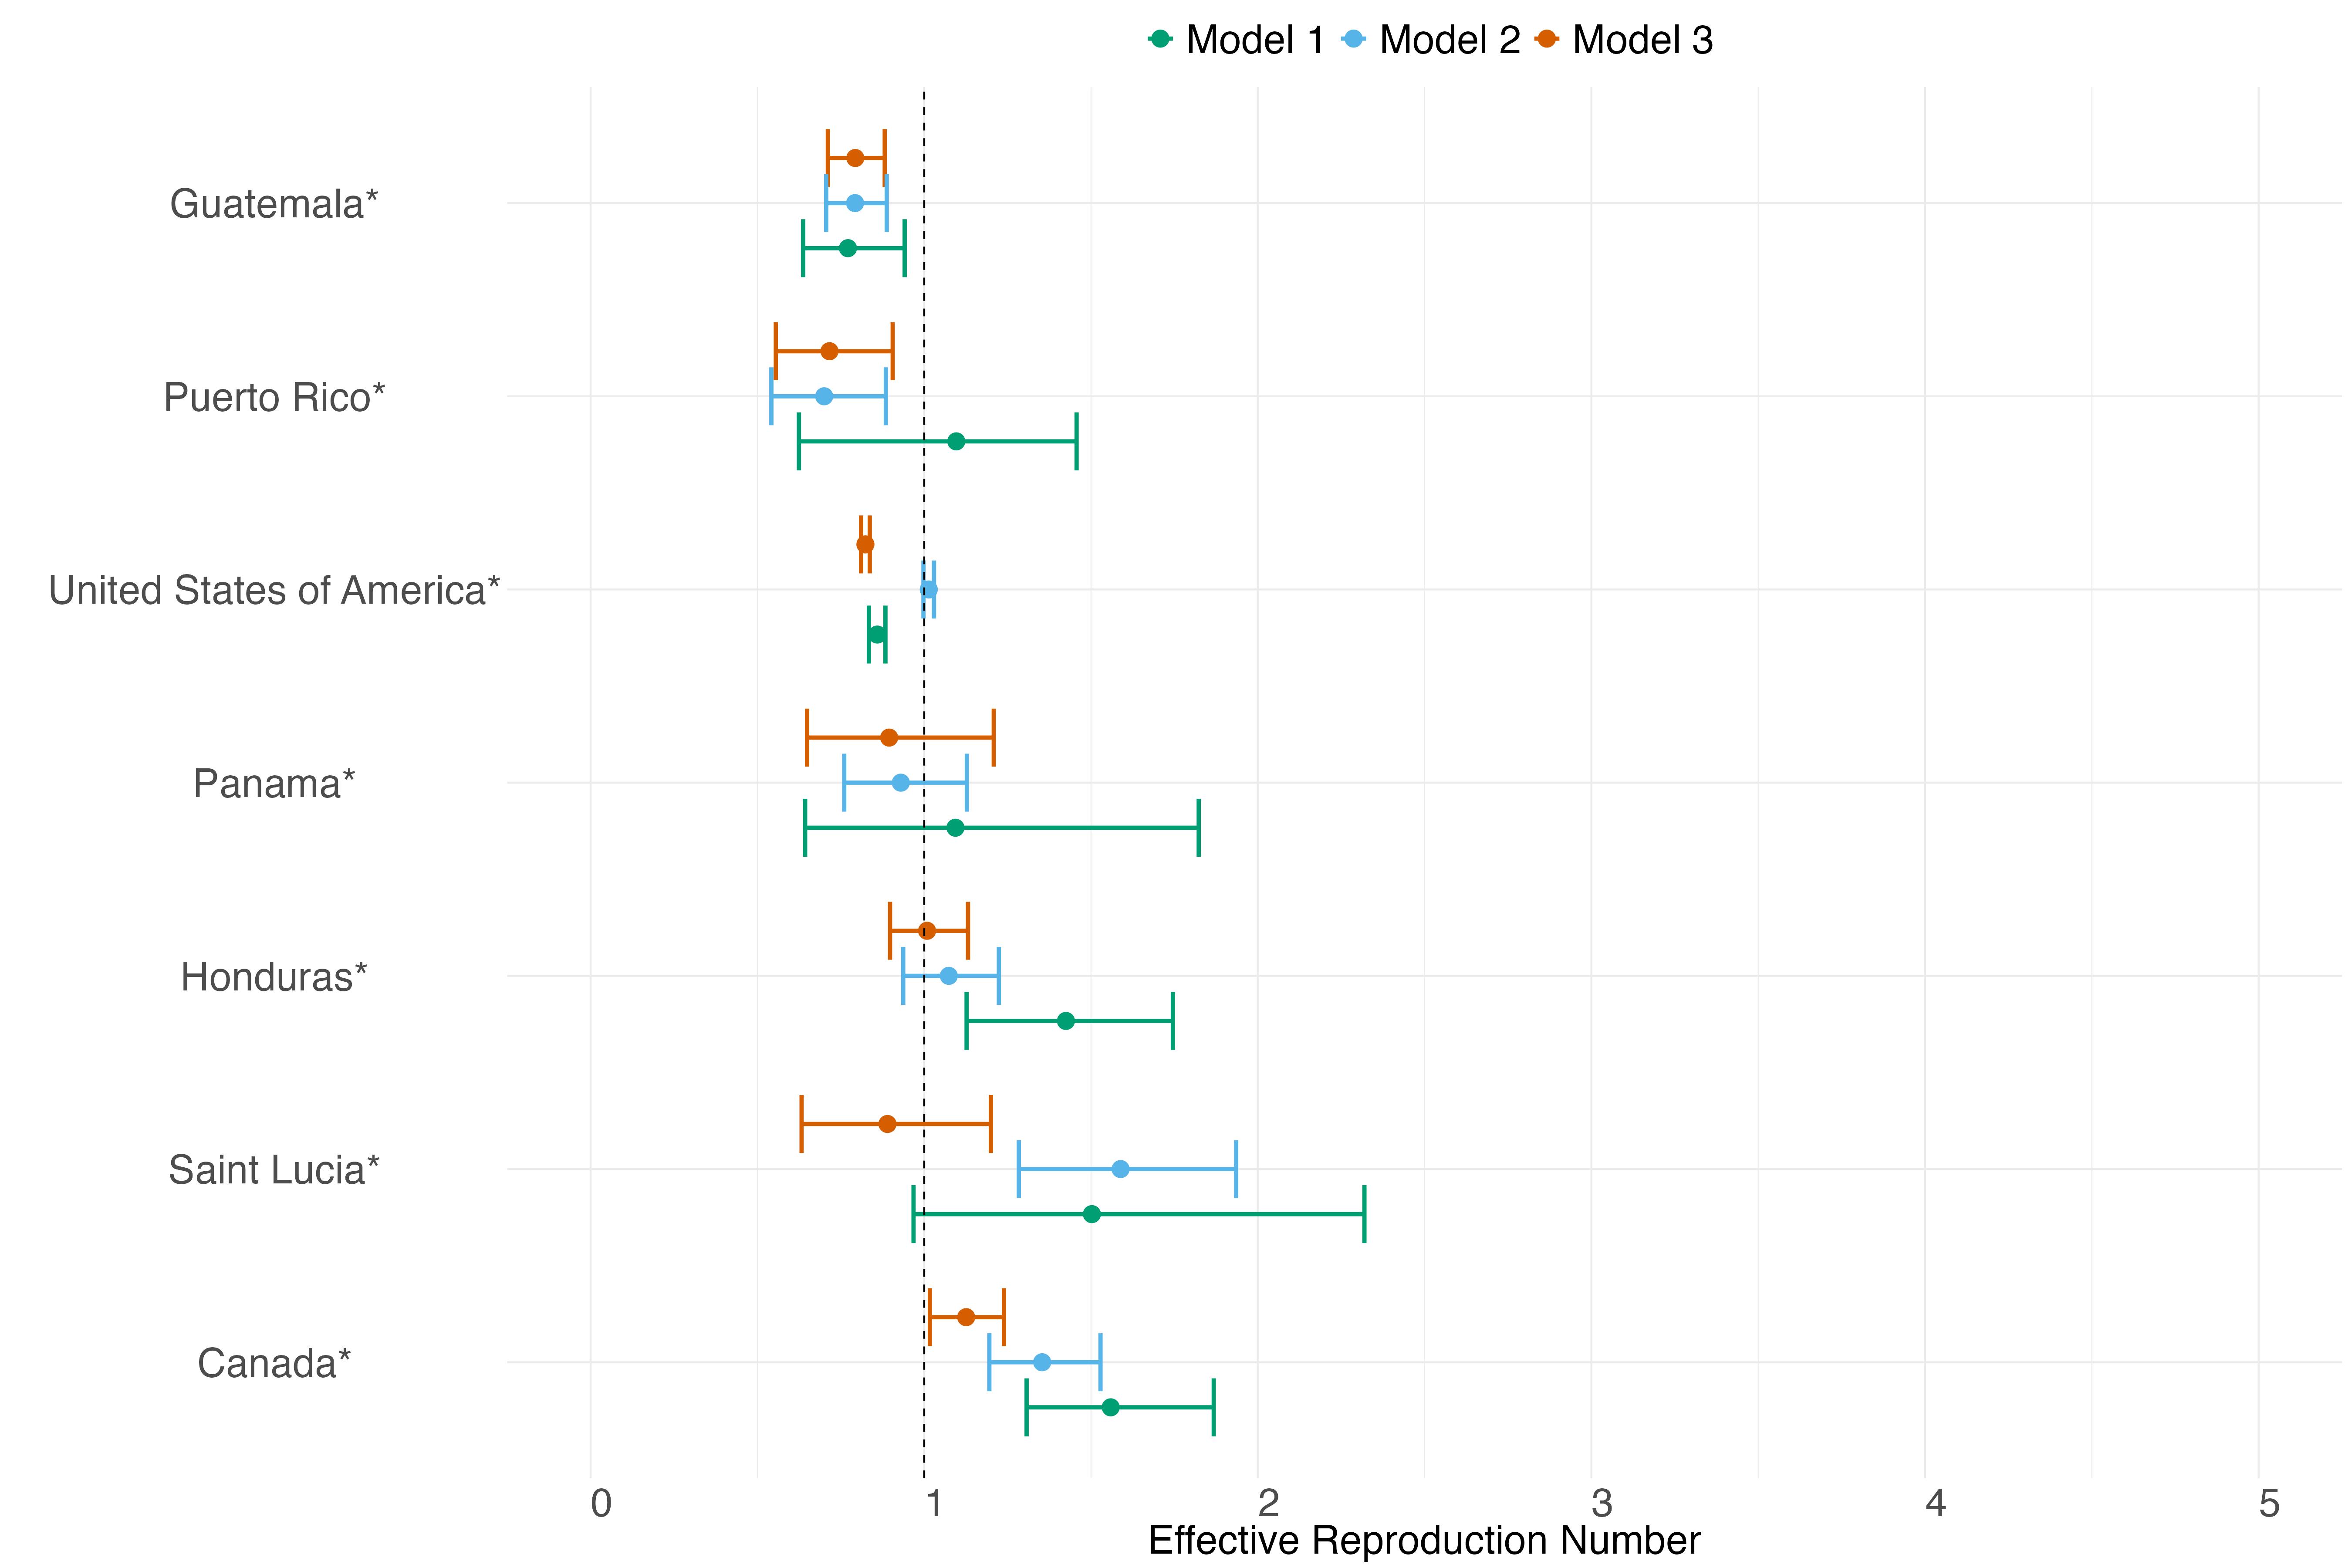 Model 1 Model 2 Model 3
Guatemala*
Puerto Rico*
United States of America*
Panama*
Honduras*
Saint Lucia*
Canada*
0 1 2 3 4 5
Effective Reproduction Number